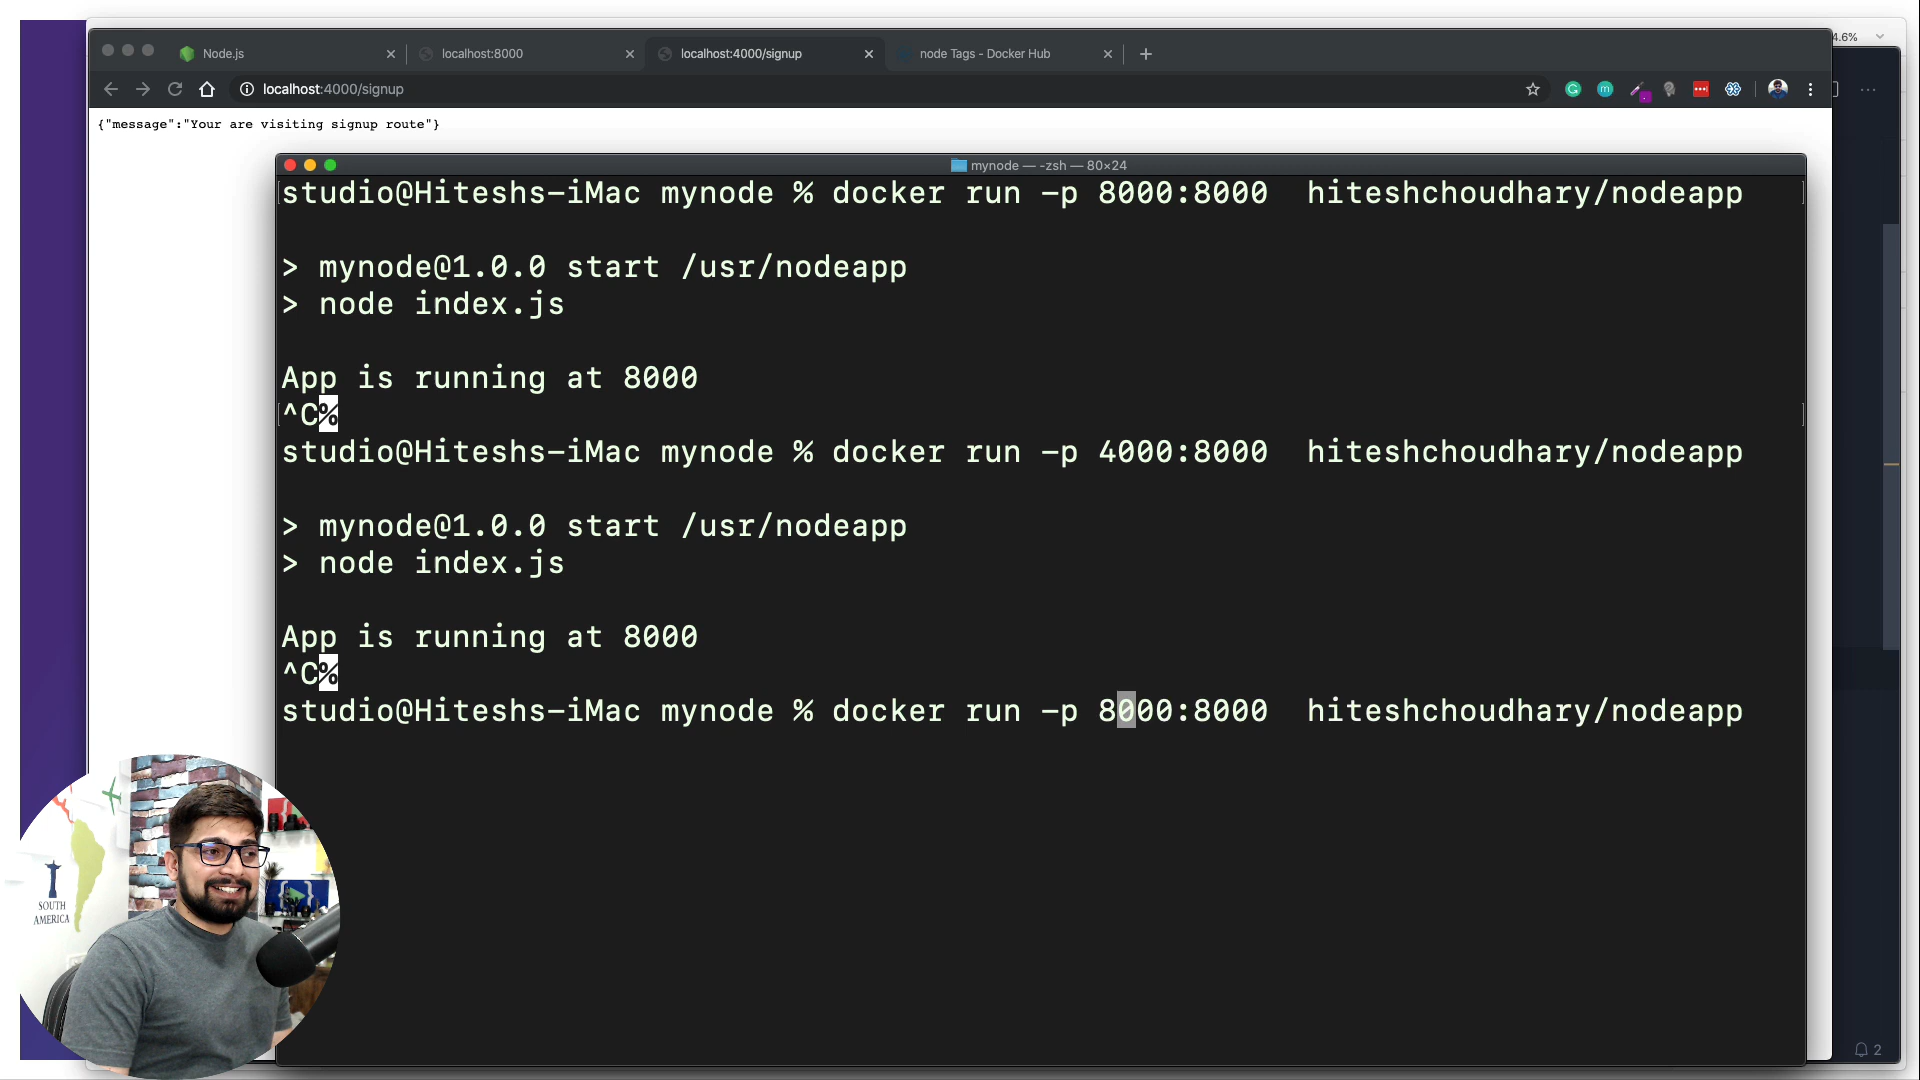 Node.js
localhost:8000
localhost:4000/signup
node Tags - Docker Hub
4.6%
localhost:4000/signup
{"message":"Your are visiting signup route"}
mynode — -zsh — 80×24
studio@Hiteshs-iMac mynode % docker run -p 8000:8000  hiteshchoudhary/nodeapp
> mynode@1.0.0 start /usr/nodeapp
> node index.js
App is running at 8000
^C%
studio@Hiteshs-iMac mynode % docker run -p 4000:8000  hiteshchoudhary/nodeapp
> mynode@1.0.0 start /usr/nodeapp
> node index.js
App is running at 8000
^C%
studio@Hiteshs-iMac mynode % docker run -p 8000:8000  hiteshchoudhary/nodeapp
SOUTH
AMERICA
2